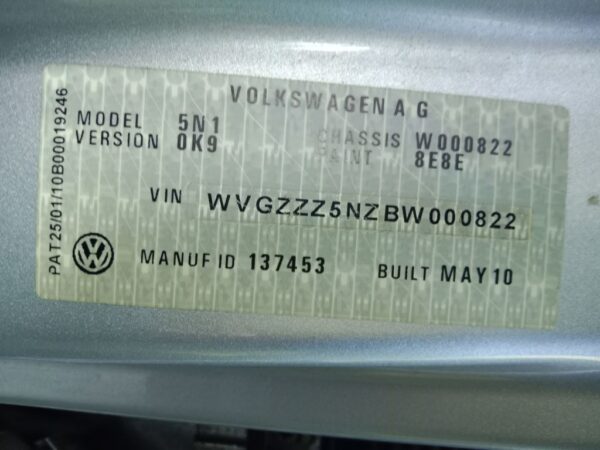 VOLKSWAGEN AG
MODEL 5N1 CHASSIS W000822
VERSION 0K9 PAINT 8E8E
VIN WVGZZZ5NZBW000822
MANUF ID 137453 BUILT MAY 10
PAT25/01/10B00019246